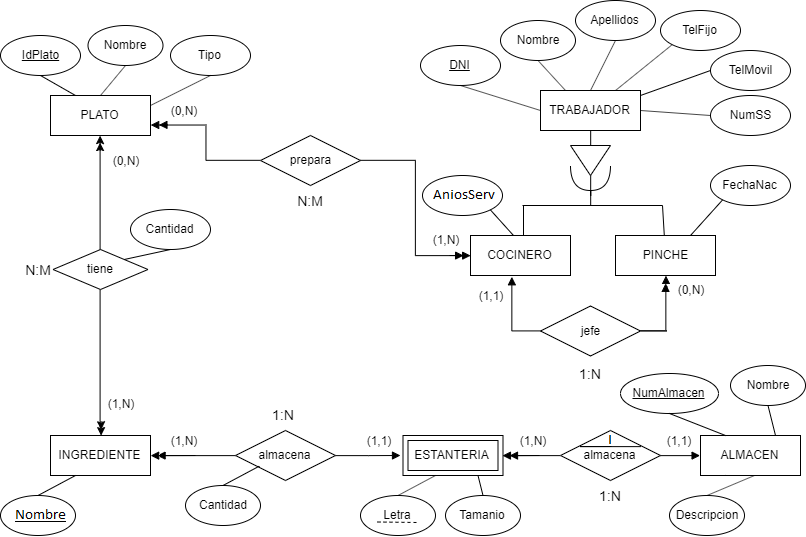 Apellidos
Nombre
TelFijo
IdPlato
Nombre
Tipo
DNI
TelMovil
PLATO
(0,N)
TRABAJADOR
NumSS
(0,N)
prepara
N:M
AniosServ
FechaNac
Cantidad
(1,N)
COCINERO
PINCHE
N:M
tiene
(1,1)
(0,N)
jefe
1:N
NumAlmacen
Nombre
(1,N)
1:N
I
INGREDIENTE
(1,N)
almacena
(1,1)
ESTANTERIA
(1,N)
almacena
(1,1)
ALMACEN
1:N
Cantidad
Nombre
Letra
Tamanio
Descripcion